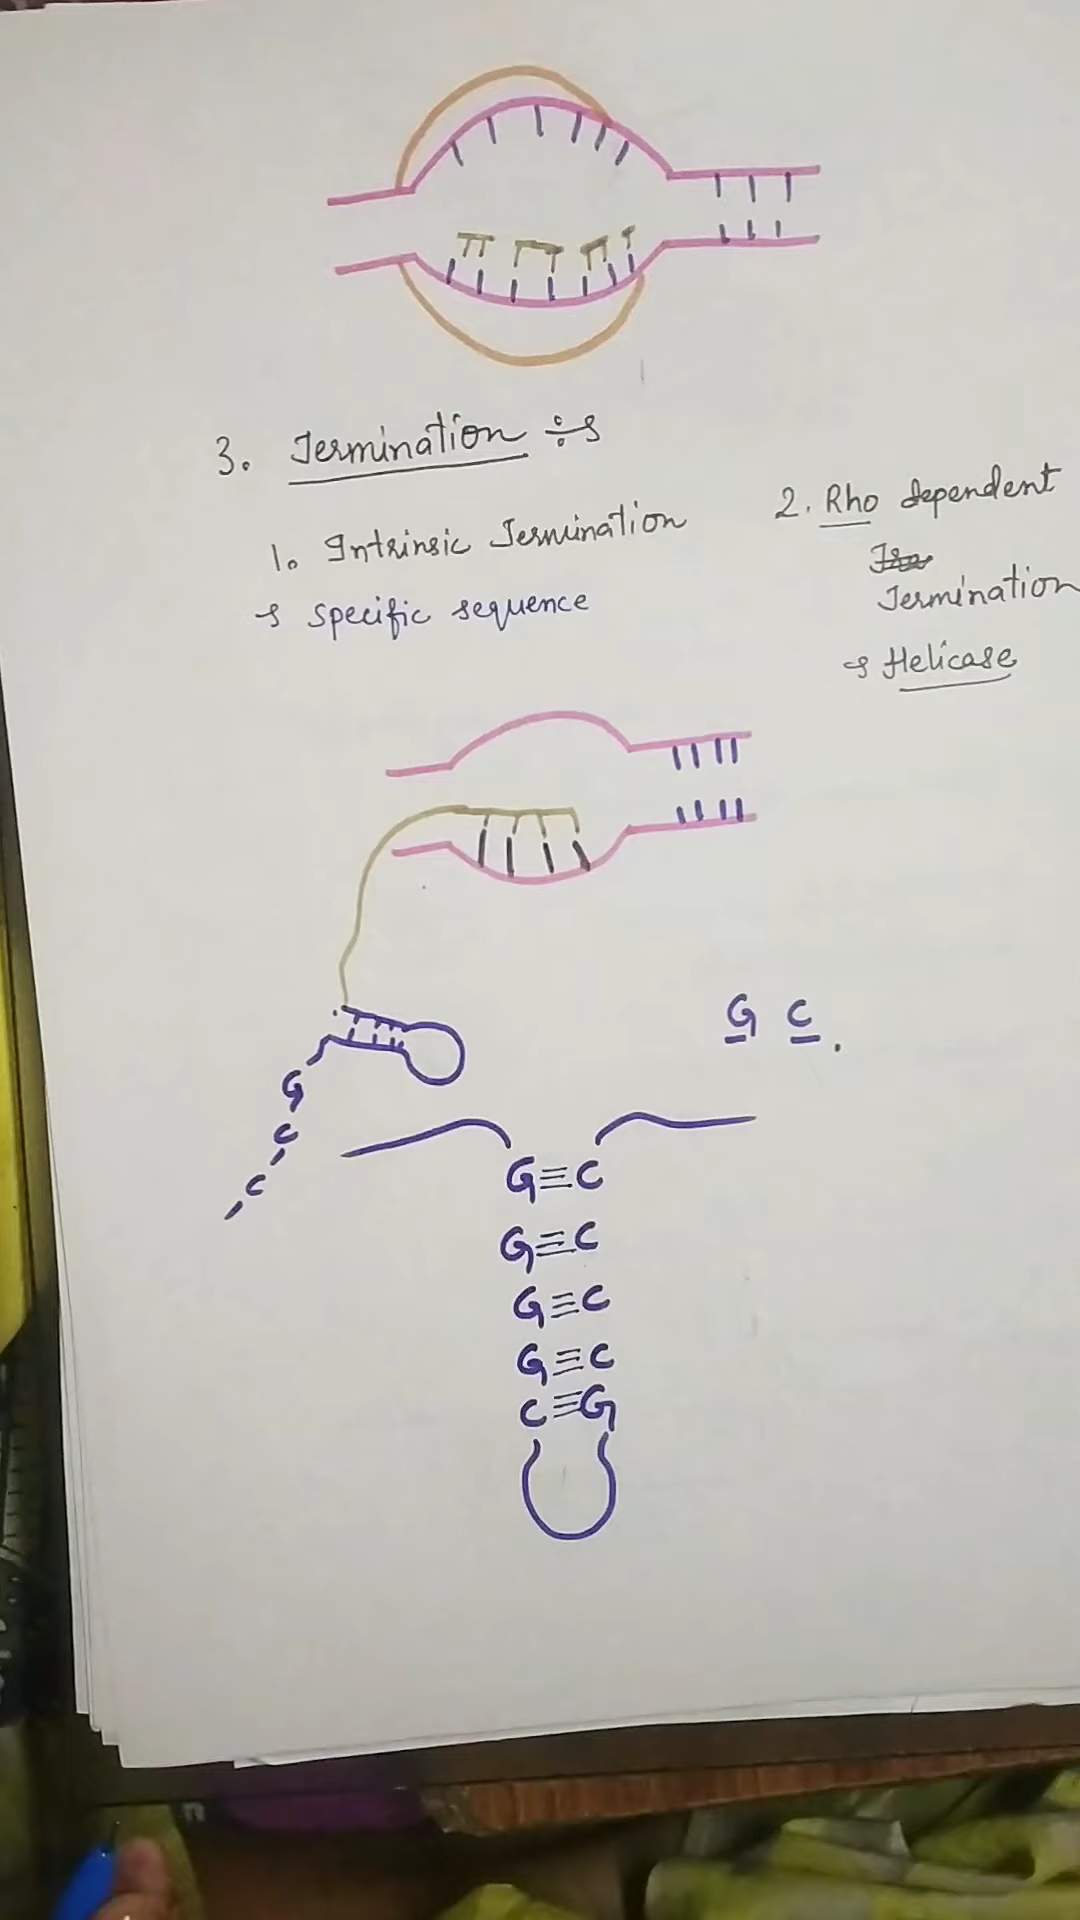 3. Termination
1. Intrinsic Termination
→ Specific sequence
2. Rho dependent
Termination
→ Helicase
G C.
G
C
C
G≡C
G≡C
G≡C
G≡C
C≡G